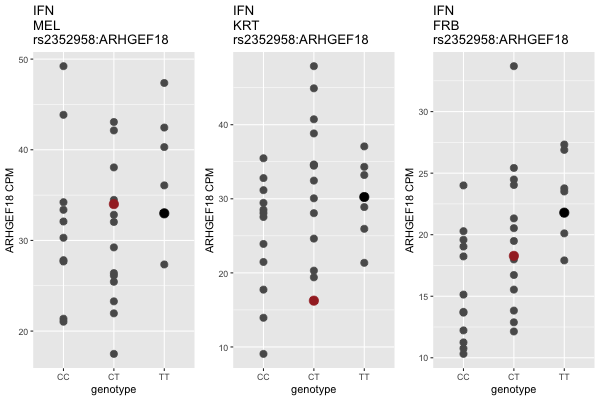 IFN
MEL
rs2352958:ARHGEF18
ARHGEF18 CPM
50
40
30
20
CC
CT
TT
genotype
IFN
KRT
rs2352958:ARHGEF18
ARHGEF18 CPM
40
30
20
10
CC
CT
TT
genotype
IFN
FRB
rs2352958:ARHGEF18
ARHGEF18 CPM
30
25
20
15
10
CC
CT
TT
genotype